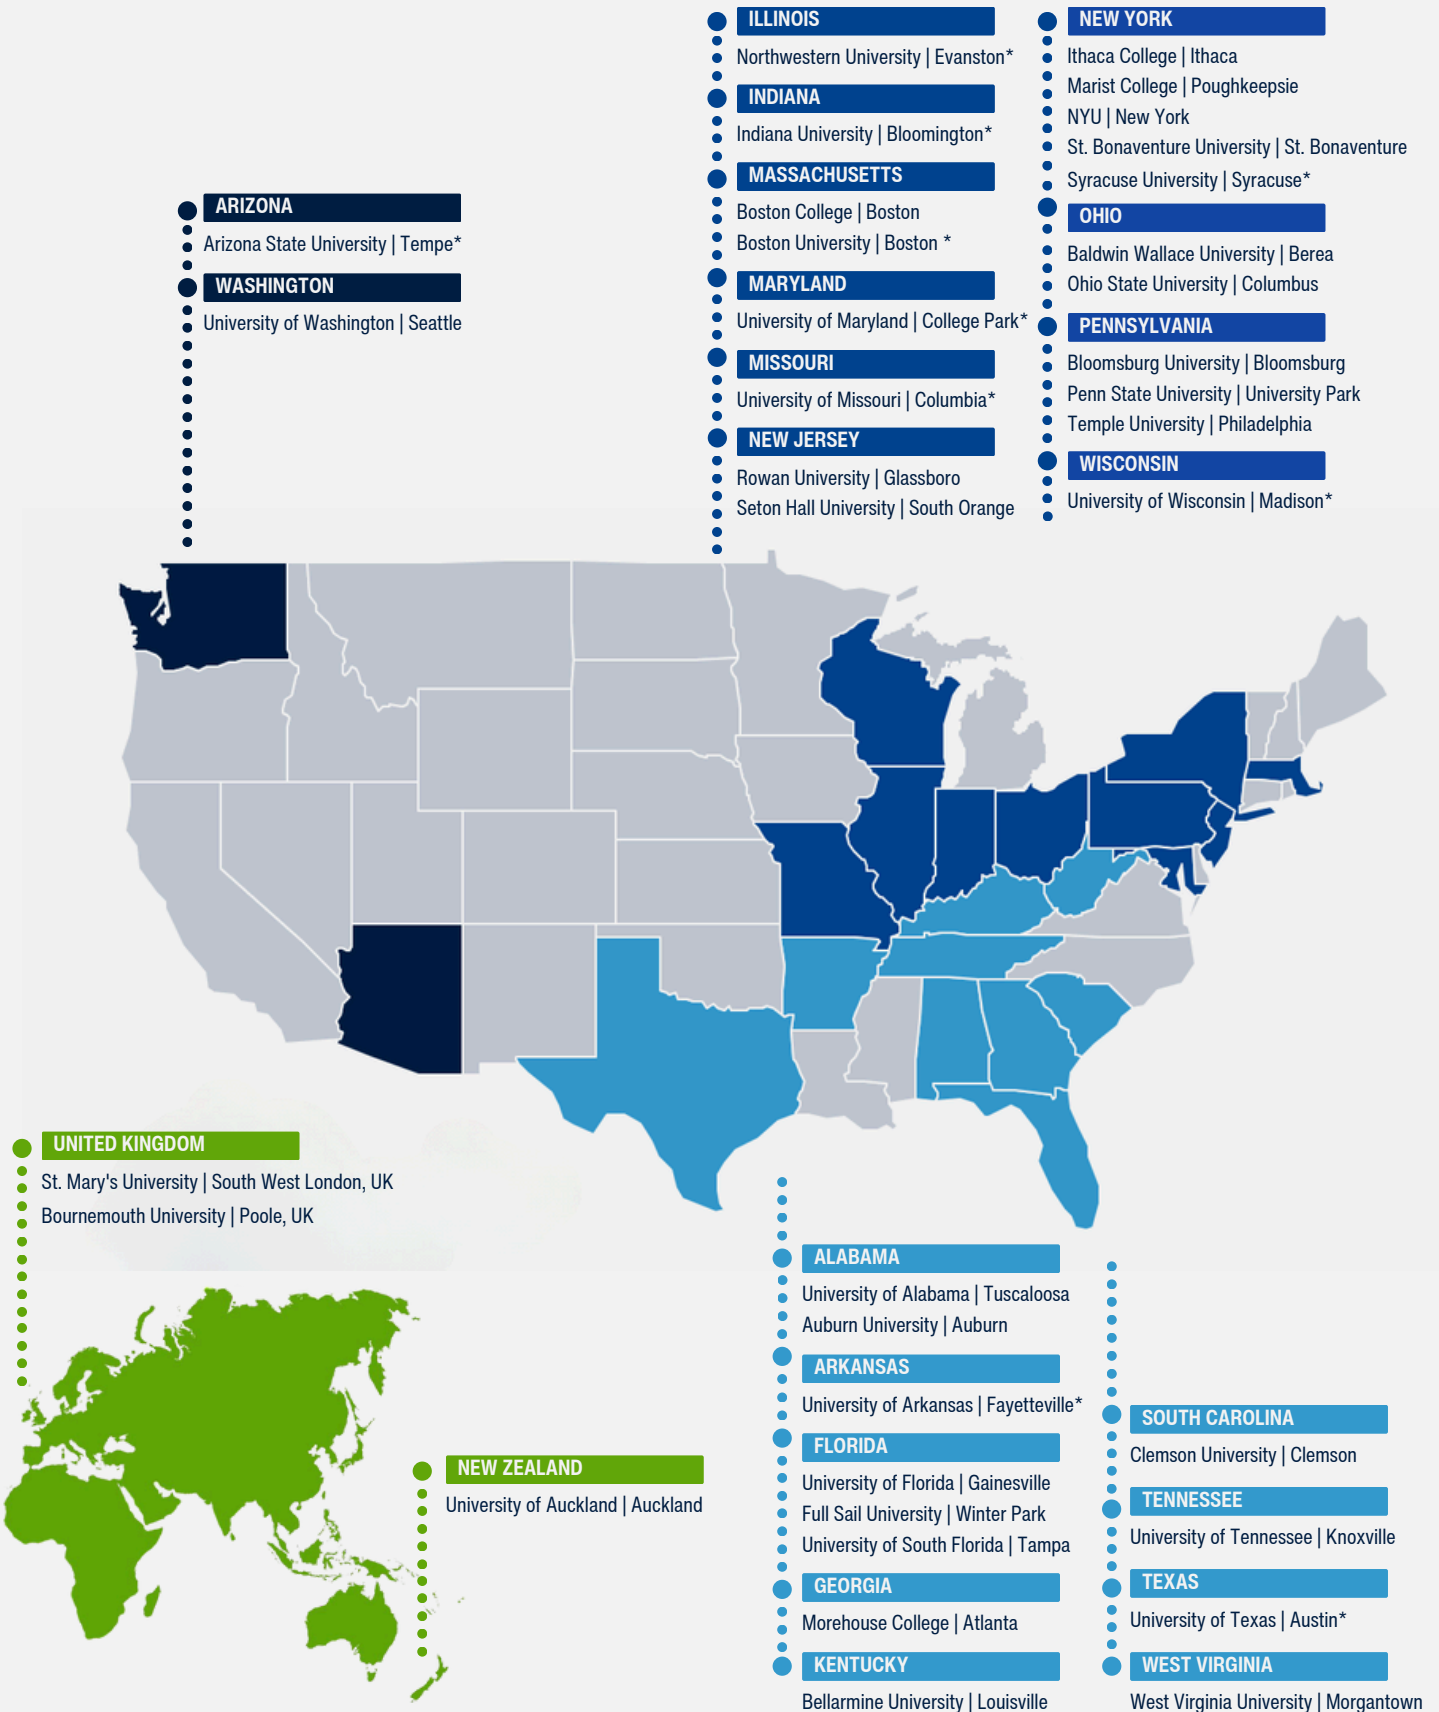 ILLINOIS
Northwestern University | Evanston*
INDIANA
Indiana University | Bloomington*
MASSACHUSETTS
Boston College | Boston
Boston University | Boston *
MARYLAND
University of Maryland | College Park*
MISSOURI
University of Missouri | Columbia*
NEW JERSEY
Rowan University | Glassboro
Seton Hall University | South Orange
NEW YORK
Ithaca College | Ithaca
Marist College | Poughkeepsie
NYU | New York
St. Bonaventure University | St. Bonaventure
Syracuse University | Syracuse*
OHIO
Baldwin Wallace University | Berea
Ohio State University | Columbus
PENNSYLVANIA
Bloomsburg University | Bloomsburg
Penn State University | University Park
Temple University | Philadelphia
WISCONSIN
University of Wisconsin | Madison*
ARIZONA
Arizona State University | Tempe*
WASHINGTON
University of Washington | Seattle
UNITED KINGDOM
St. Mary's University | South West London, UK
Bournemouth University | Poole, UK
NEW ZEALAND
University of Auckland | Auckland
ALABAMA
University of Alabama | Tuscaloosa
Auburn University | Auburn
ARKANSAS
University of Arkansas | Fayetteville*
FLORIDA
University of Florida | Gainesville
Full Sail University | Winter Park
University of South Florida | Tampa
GEORGIA
Morehouse College | Atlanta
KENTUCKY
Bellarmine University | Louisville
SOUTH CAROLINA
Clemson University | Clemson
TENNESSEE
University of Tennessee | Knoxville
TEXAS
University of Texas | Austin*
WEST VIRGINIA
West Virginia University | Morgantown